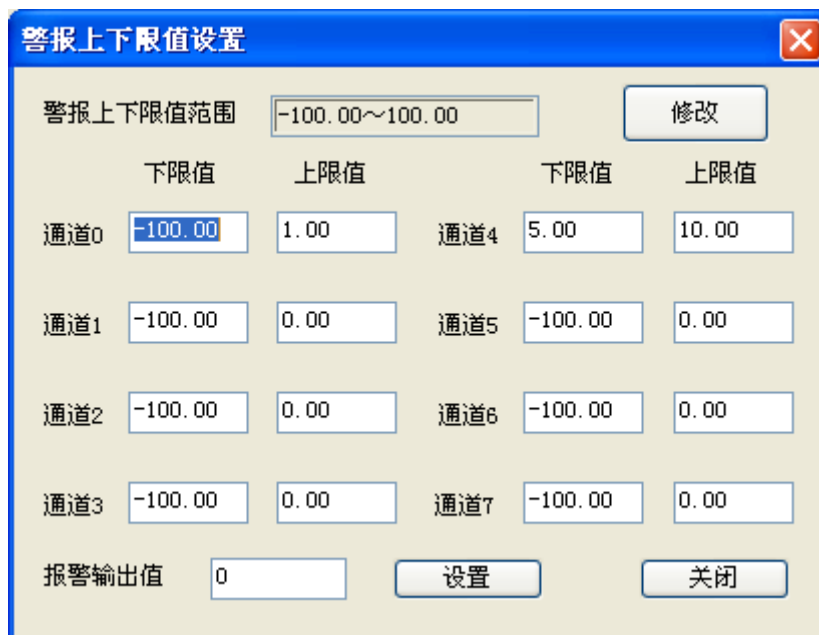 警报上下限值设置
警报上下限值范围 -100.00~100.00 修改
下限值 上限值 下限值 上限值
通道0 -100.00 1.00 通道4 5.00 10.00
通道1 -100.00 0.00 通道5 -100.00 0.00
通道2 -100.00 0.00 通道6 -100.00 0.00
通道3 -100.00 0.00 通道7 -100.00 0.00
报警输出值 0 设置 关闭